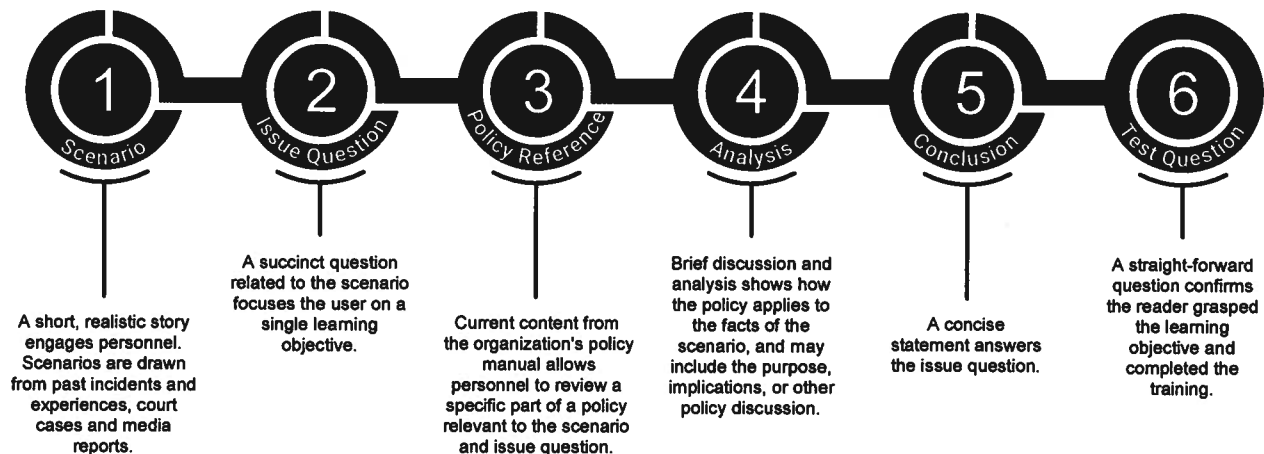 1
Scenario
A short, realistic story
engages personnel.
Scenarios are drawn
from past incidents and
experiences, court
cases and media
reports.
2
Issue Question
A succinct question
related to the scenario
focuses the user on a
single learning
objective.
3
Policy Reference
Current content from
the organization's policy
manual allows
personnel to review a
specific part of a policy
relevant to the scenario
and issue question.
4
Analysis
Brief discussion and
analysis shows how
the policy applies to
the facts of the
scenario, and may
include the purpose,
implications, or other
policy discussion.
5
Conclusion
A concise
statement answers
the issue question.
6
Test Question
A straight-forward
question confirms
the reader grasped
the learning
objective and
completed the
training.